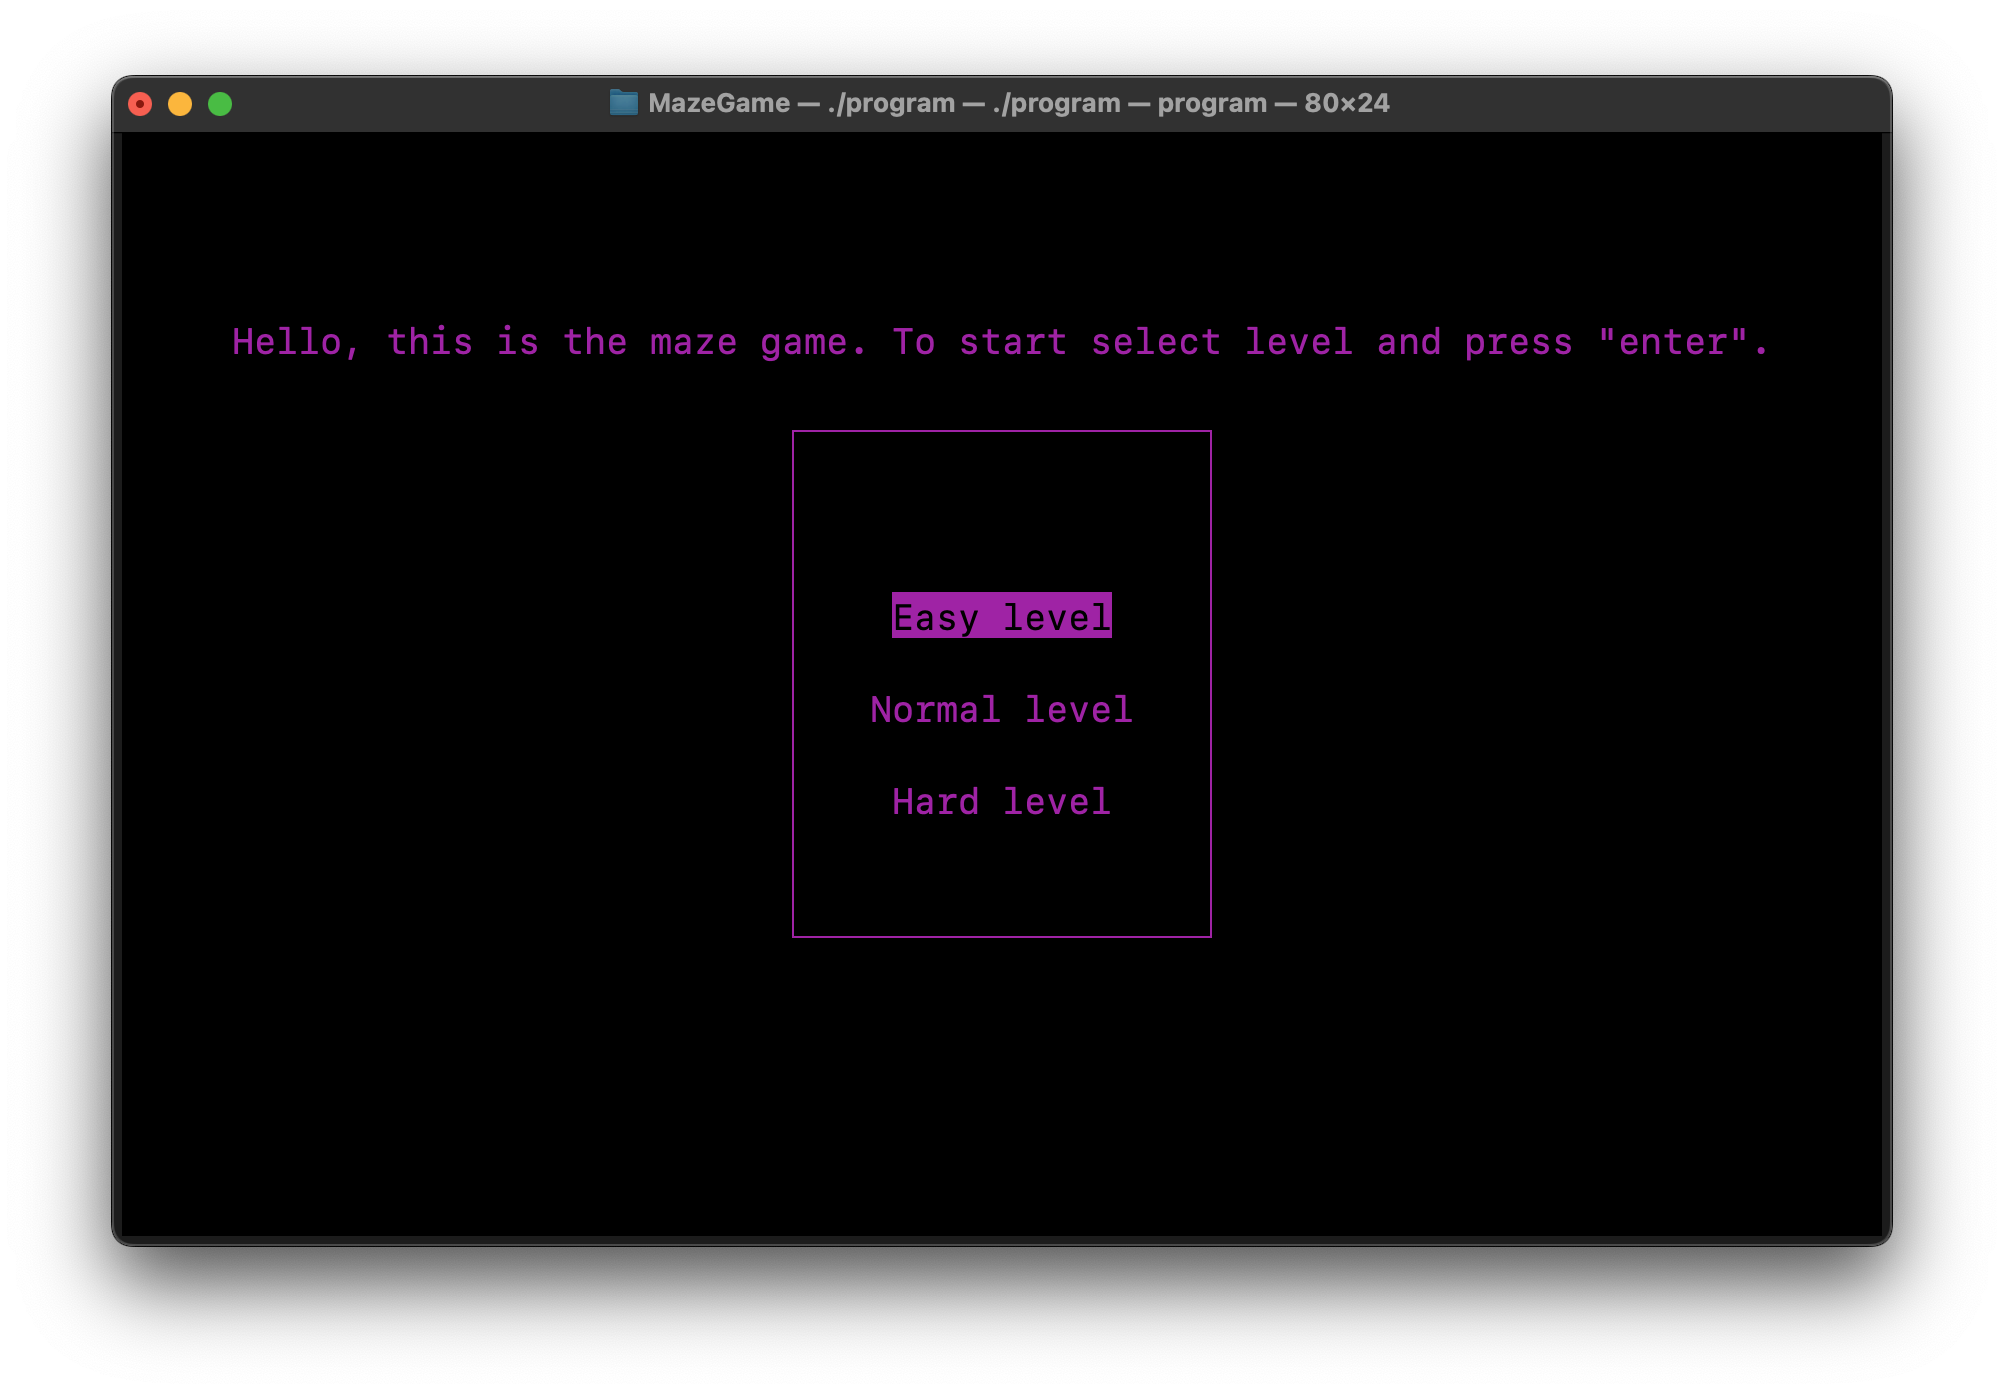 MazeGame — ./program — ./program — program — 80×24
Hello, this is the maze game. To start select level and press "enter".
Easy level
Normal level
Hard level